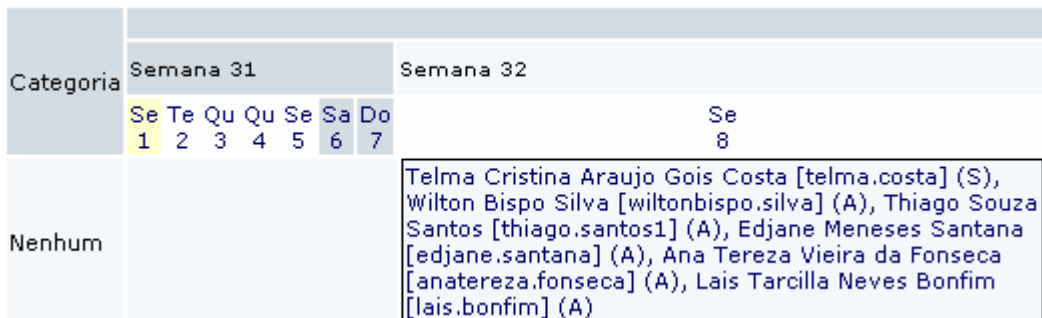 Categoria
Semana 31
Semana 32
Se Te Qu Qu Se Sa Do
1 2 3 4 5 6 7
Se
8
Nenhum
Telma Cristina Araujo Gois Costa [telma.costa] (S),
Wilton Bispo Silva [wiltonbispo.silva] (A), Thiago Souza
Santos [thiago.santos1] (A), Edjane Meneses Santana
[edjane.santana] (A), Ana Tereza Vieira da Fonseca
[anatereza.fonseca] (A), Lais Tarcilla Neves Bonfim
[lais.bonfim] (A)